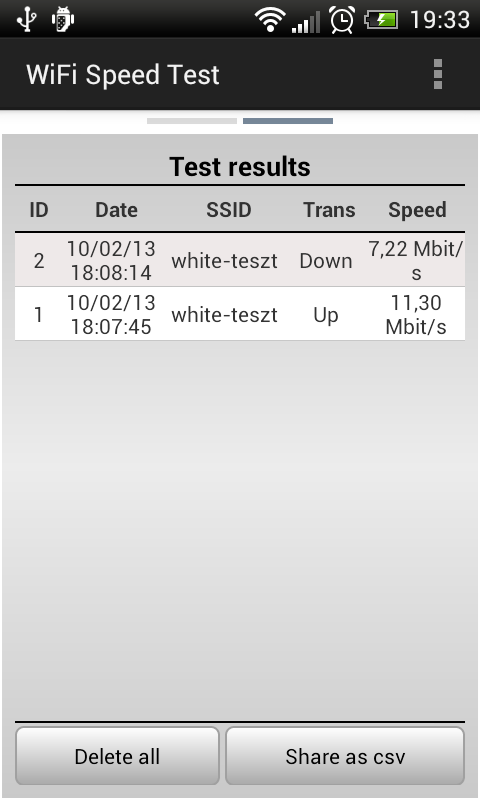 19:33
WiFi Speed Test
Test results
ID Date SSID Trans Speed
2 10/02/13 18:08:14 white-teszt Down 7,22 Mbit/s
1 10/02/13 18:07:45 white-teszt Up 11,30 Mbit/s
Delete all Share as csv